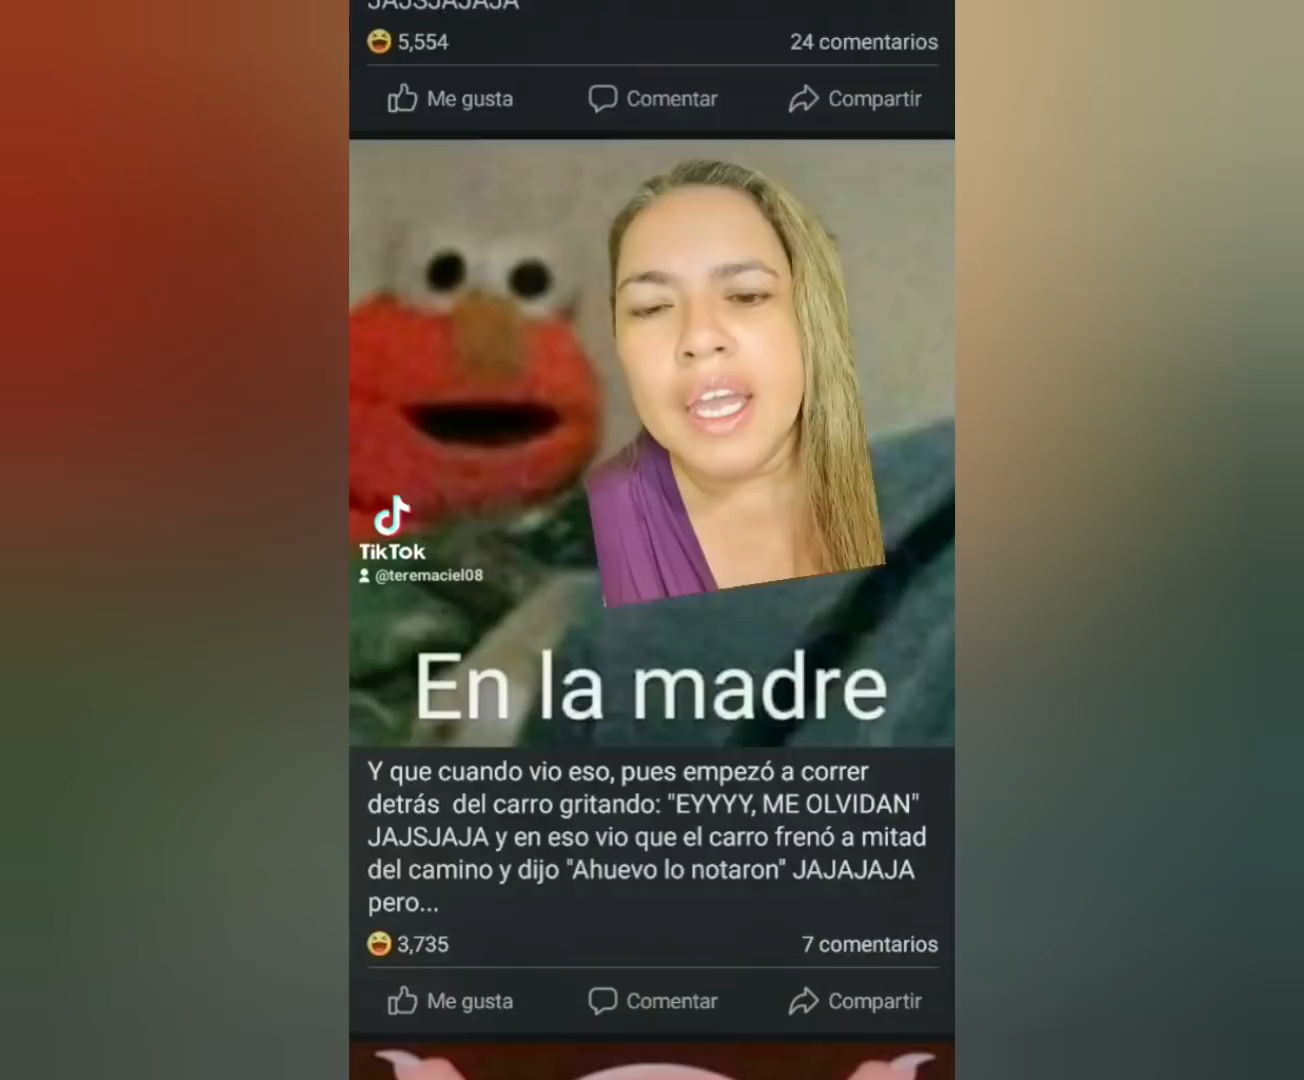 JAJSJAJAJA
5,554 24 comentarios
Me gusta Comentar Compartir
TikTok
@teremaciel08
En la madre
Y que cuando vio eso, pues empezó a correr
detrás del carro gritando: "EYYYY, ME OLVIDAN"
JAJSJAJA y en eso vio que el carro frenó a mitad
del camino y dijo "Ahuevo lo notaron" JAJAJAJA
pero...
3,735 7 comentarios
Me gusta Comentar Compartir